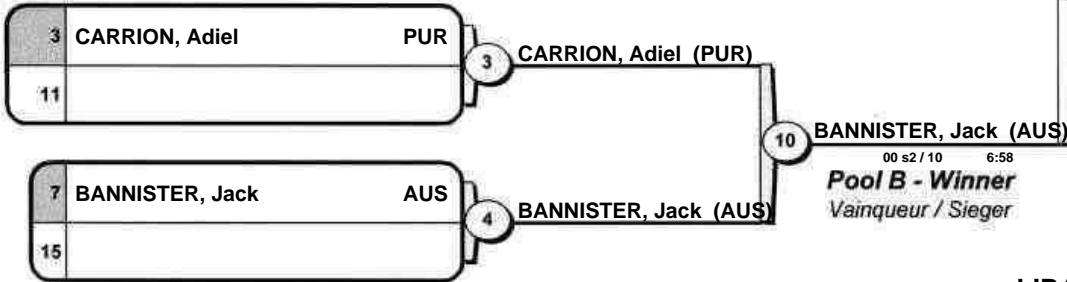 3 CARRION, Adiel PUR
11
3
CARRION, Adiel (PUR)
7 BANNISTER, Jack AUS
15
4
BANNISTER, Jack (AUS)
10
BANNISTER, Jack (AUS)
00 s2 / 10 6:58
Pool B - Winner
Vainqueur / Sieger